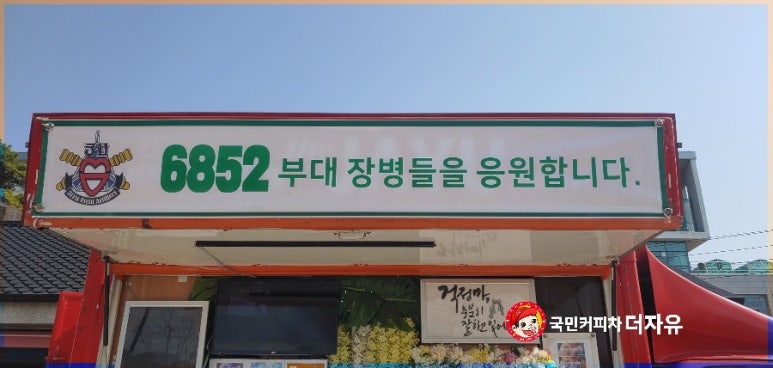 6852 부대 장병들을 응원합니다.
걱정마,
충분히
잘하고 있어
국민커피차 더자유